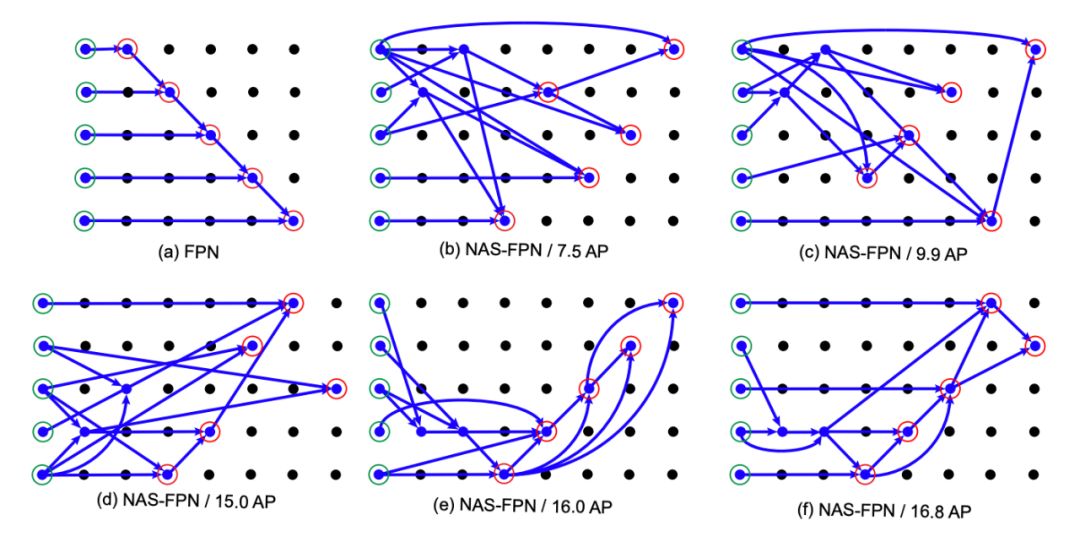 (a) FPN
(b) NAS-FPN / 7.5 AP
(c) NAS-FPN / 9.9 AP
(d) NAS-FPN / 15.0 AP
(e) NAS-FPN / 16.0 AP
(f) NAS-FPN / 16.8 AP